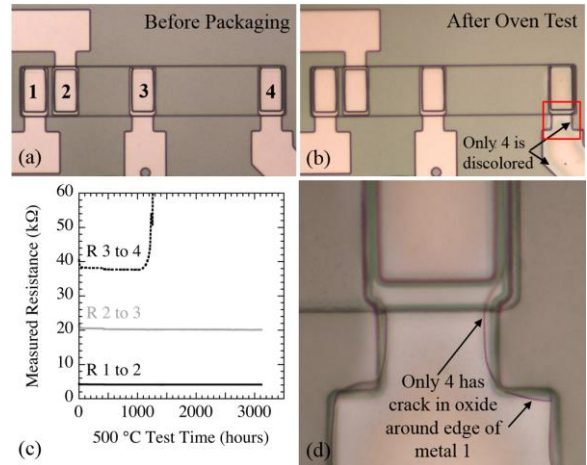 Before Packaging
1 2 3 4
(a)
After Oven Test
Only 4 is
discolored
(b)
60
50
40
30
20
10
0
Measured Resistance (kΩ)
R 3 to 4
R 2 to 3
R 1 to 2
0 1000 2000 3000
500 °C Test Time (hours)
(c)
Only 4 has
crack in oxide
around edge of
metal 1
(d)